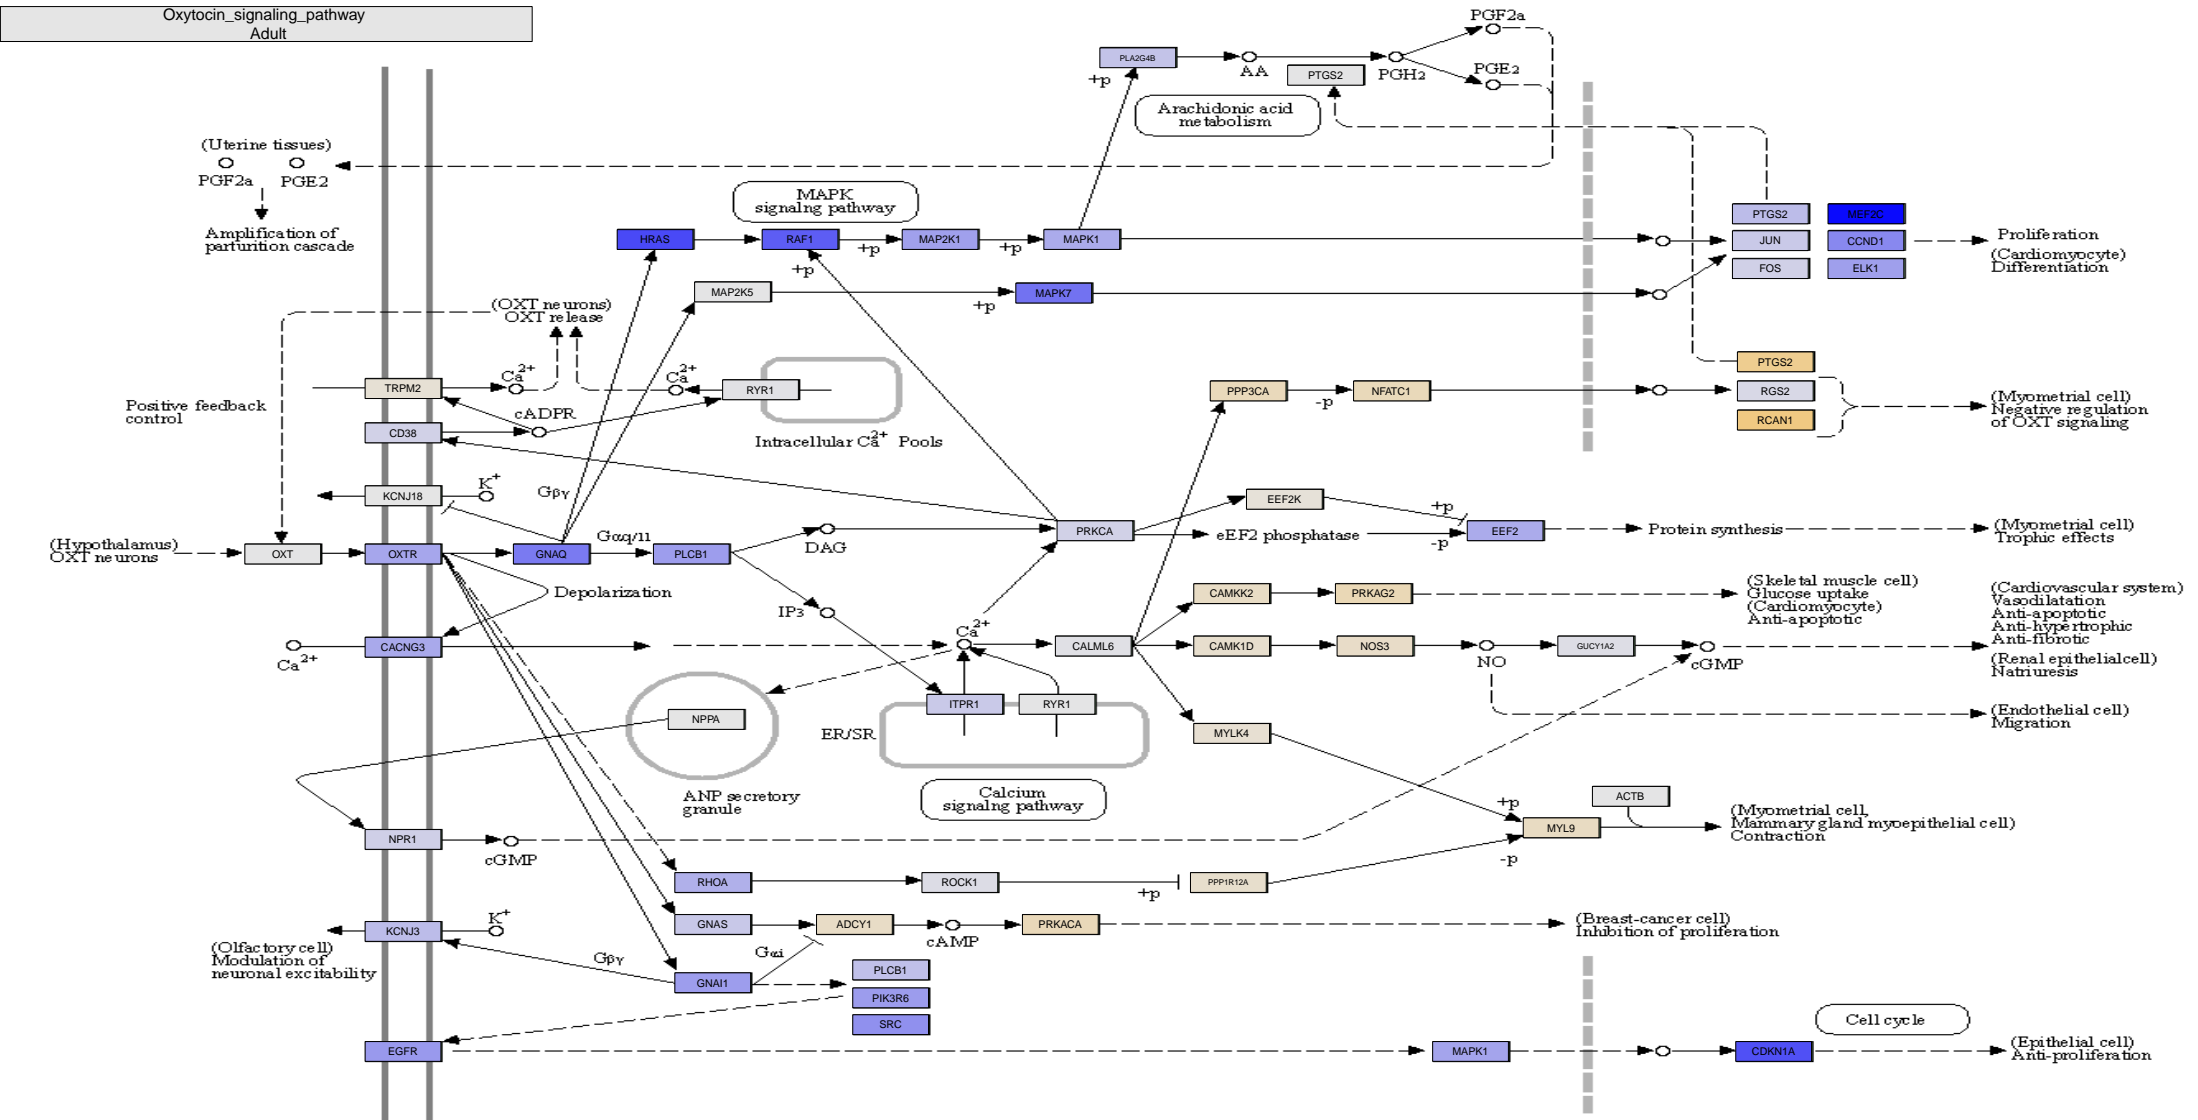 Oxytocin_signaling_pathway
Adult
PGF2a
PLA2G4B
+p
AA
PTGS2
PGH2
PGE2
Arachidonic acid
metabolism
(Uterine tissues)
PGF2a
PGE2
Amplification of
parturition cascade
MAPK
signalng pathway
HRAS
RAF1
+p
MAP2K1
+p
MAPK1
+p
PTGS2
MEF2C
JUN
CCND1
FOS
ELK1
Proliferation
(Cardiomyocyte)
Differentiation
MAP2K5
+p
MAPK7
(OXT neurons)
OXT release
TRPM2
Ca2+
Ca2+
RYR1
cADPR
Positive feedback
control
CD38
Intracellular Ca2+ Pools
PPP3CA
-p
NFATC1
PTGS2
RGS2
RCAN1
(Myometrial cell)
Negative regulation
of OXT signaling
KCNJ18
K+
Gβγ
EEF2K
+p
(Hypothalamus)
OXT neurons
OXT
OXTR
GNAQ
Gαq/11
PLCB1
DAG
PRKCA
eEF2 phosphatase
-p
EEF2
Protein synthesis
(Myometrial cell)
Trophic effects
Depolarization
IP3
CAMKK2
PRKAG2
(Skeletal muscle cell)
Glucose uptake
(Cardiomyocyte)
Anti-apoptotic
(Cardiovascular system)
Vasodilatation
Anti-apoptotic
Anti-hypertrophic
Anti-fibrotic
(Renal epithelialcell)
Natriuresis
Ca2+
CACNG3
Ca2+
CALML6
CAMK1D
NOS3
NO
GUCY1A2
cGMP
NPPA
ITPR1
RYR1
ER/SR
MYLK4
(Endothelial cell)
Migration
ANP secretory
granule
Calcium
signalng pathway
+p
ACTB
MYL9
-p
(Myometrial cell,
Mammary gland myoepithelial cell)
Contraction
NPR1
cGMP
RHOA
ROCK1
+p
PPP1R12A
GNAS
ADCY1
cAMP
PRKACA
(Breast-cancer cell)
Inhibition of proliferation
KCNJ3
K+
(Olfactory cell)
Modulation of
neuronal excitability
Gβγ
Gαi
GNAI1
PLCB1
PIK3R6
SRC
EGFR
MAPK1
Cell cycle
CDKN1A
(Epithelial cell)
Anti-proliferation